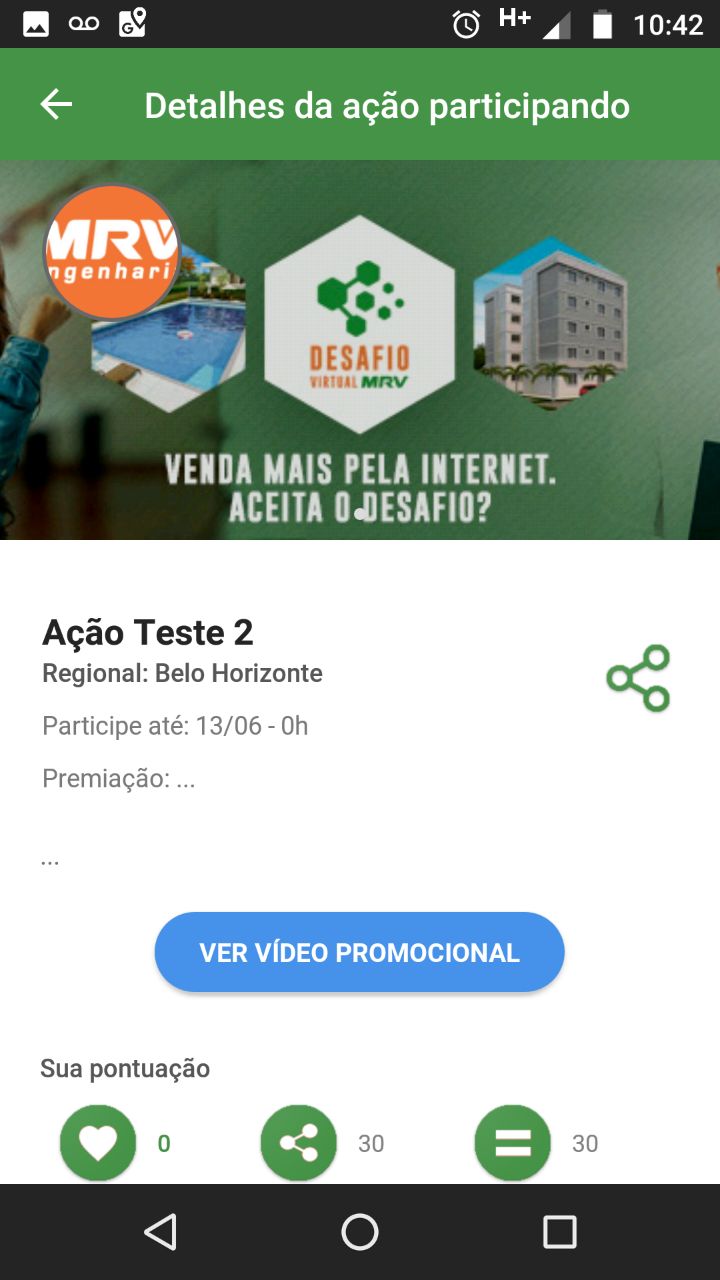 H+ 10:42
Detalhes da ação participando
MRV
ngenhari
DESAFIO
VIRTUAL MRV
VENDA MAIS PELA INTERNET.
ACEITA O DESAFIO?
Ação Teste 2
Regional: Belo Horizonte
Participe até: 13/06 - 0h
Premiação: ...
...
VER VÍDEO PROMOCIONAL
Sua pontuação
0 30 30